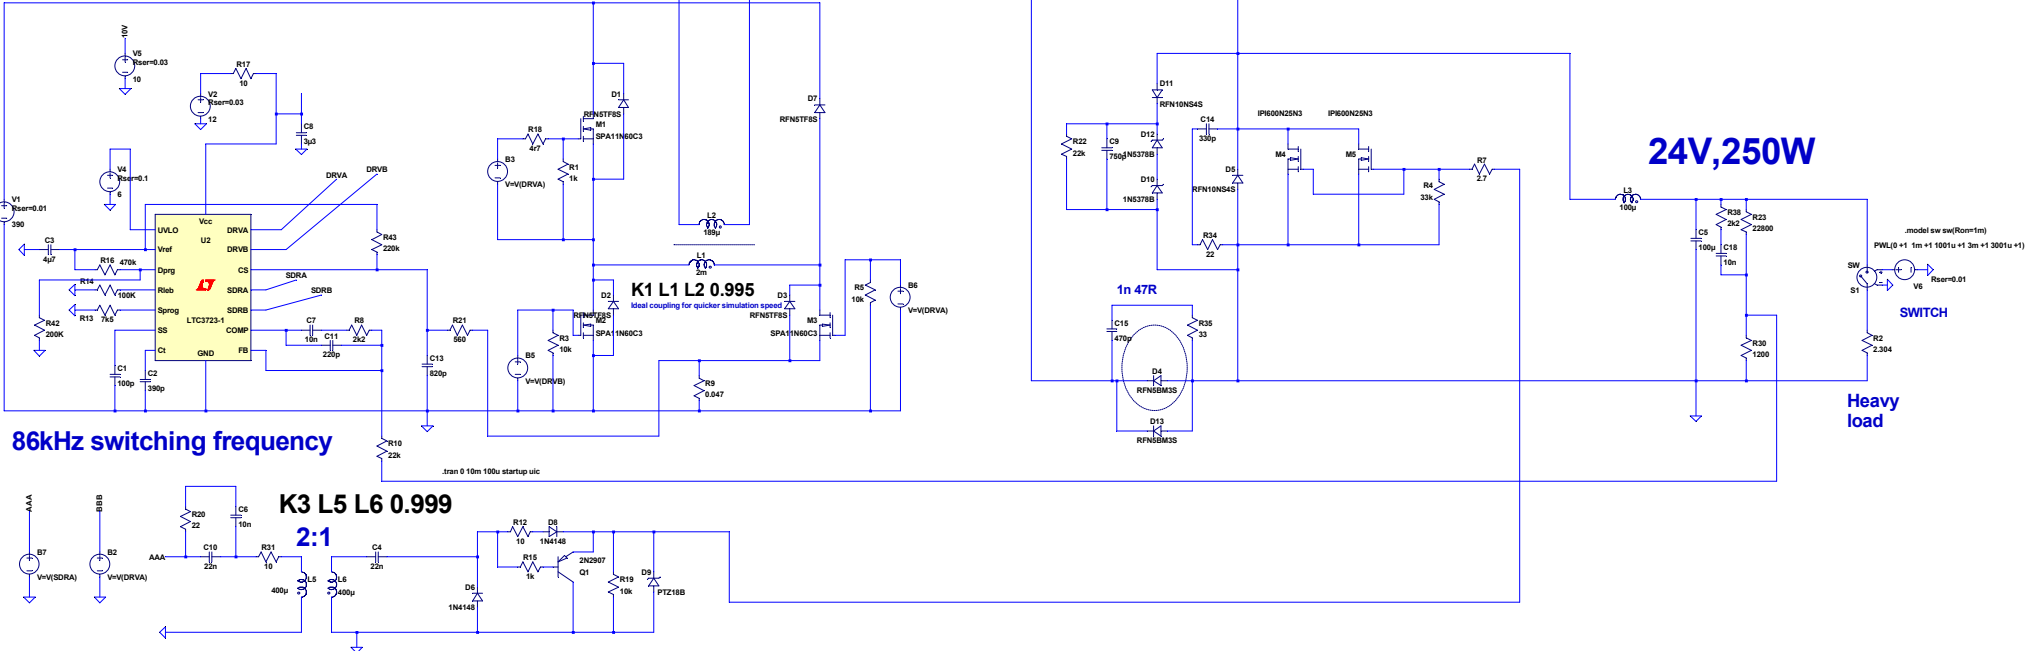 10V
V5
Rser=0.03
10
V2
Rser=0.03
12
R17
10
C8
3µ3
V4
Rser=0.1
6
V1
Rser=0.01
390
DRVA
DRVB
Vcc
U2
UVLO
Vref
Dprg
Rleb
Sprog
SS
Ct
GND
DRVA
DRVB
CS
SDRA
SDRB
COMP
FB
LTC3723-1
SDRA
SDRB
C3
4µ7
R16
470k
R14
100K
R13
7k5
R42
200K
C1
100p
C2
390p
R43
220k
C7
10n
R8
2k2
C11
220p
R21
560
C13
820p
R10
22k
B3
V=V(DRVA)
R18
4r7
R1
1k
D1
RFN5TF8S
M1
SPA11N60C3
D7
RFN5TF8S
L2
189µ
L1
2m
K1 L1 L2 0.995
Ideal coupling for quicker simulation speed
D2
RFN5TF8S
M2
SPA11N60C3
R3
10k
B5
V=V(DRVB)
D3
RFN5TF8S
M3
SPA11N60C3
R5
10k
B6
V=V(DRVA)
R9
0.047
D11
RFN10NS4S
R22
22k
C9
750p
D12
1N5378B
D10
1N5378B
C14
330p
D5
RFN10NS4S
IPI600N25N3
IPI600N25N3
M4
M5
R7
2.7
R4
33k
R34
22
1n 47R
C15
470p
R35
33
D4
RFN5BM3S
D13
RFN5BM3S
24V,250W
L3
100µ
C5
100µ
R38
2k2
R23
22800
C18
10n
R30
1200
.model sw sw(Ron=1m)
PWL(0 +1 1m +1 1001u +1 3m +1 3001u +1)
SW
S1
V6
Rser=0.01
SWITCH
R2
2.304
Heavy
load
86kHz switching frequency
.tran 0 10m 100u startup uic
K3 L5 L6 0.999
2:1
AAA
B7
V=V(SDRA)
BBB
B2
V=V(DRVA)
AAA
R20
22
C6
10n
C10
22n
R31
10
L5
400µ
L6
400µ
C4
22n
D6
1N4148
R12
10
D8
1N4148
R15
1k
2N2907
Q1
R19
10k
D9
PTZ18B